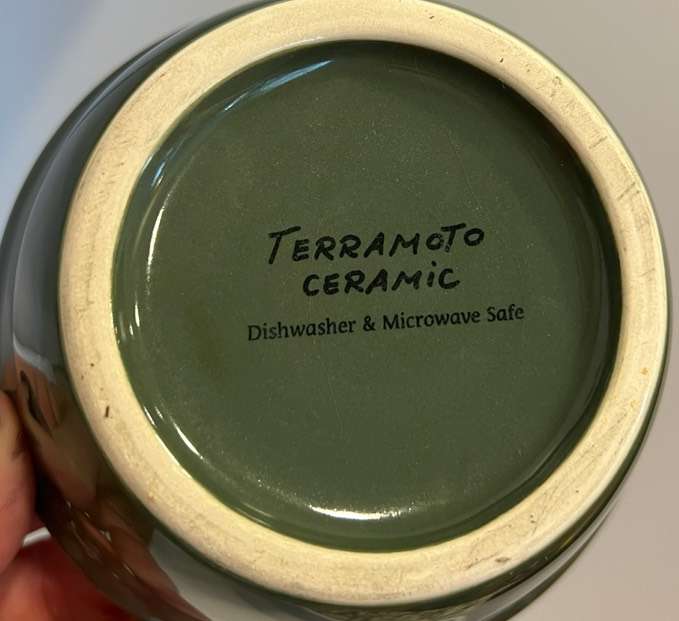 TERRAMOTO
CERAMiC
Dishwasher & Microwave Safe